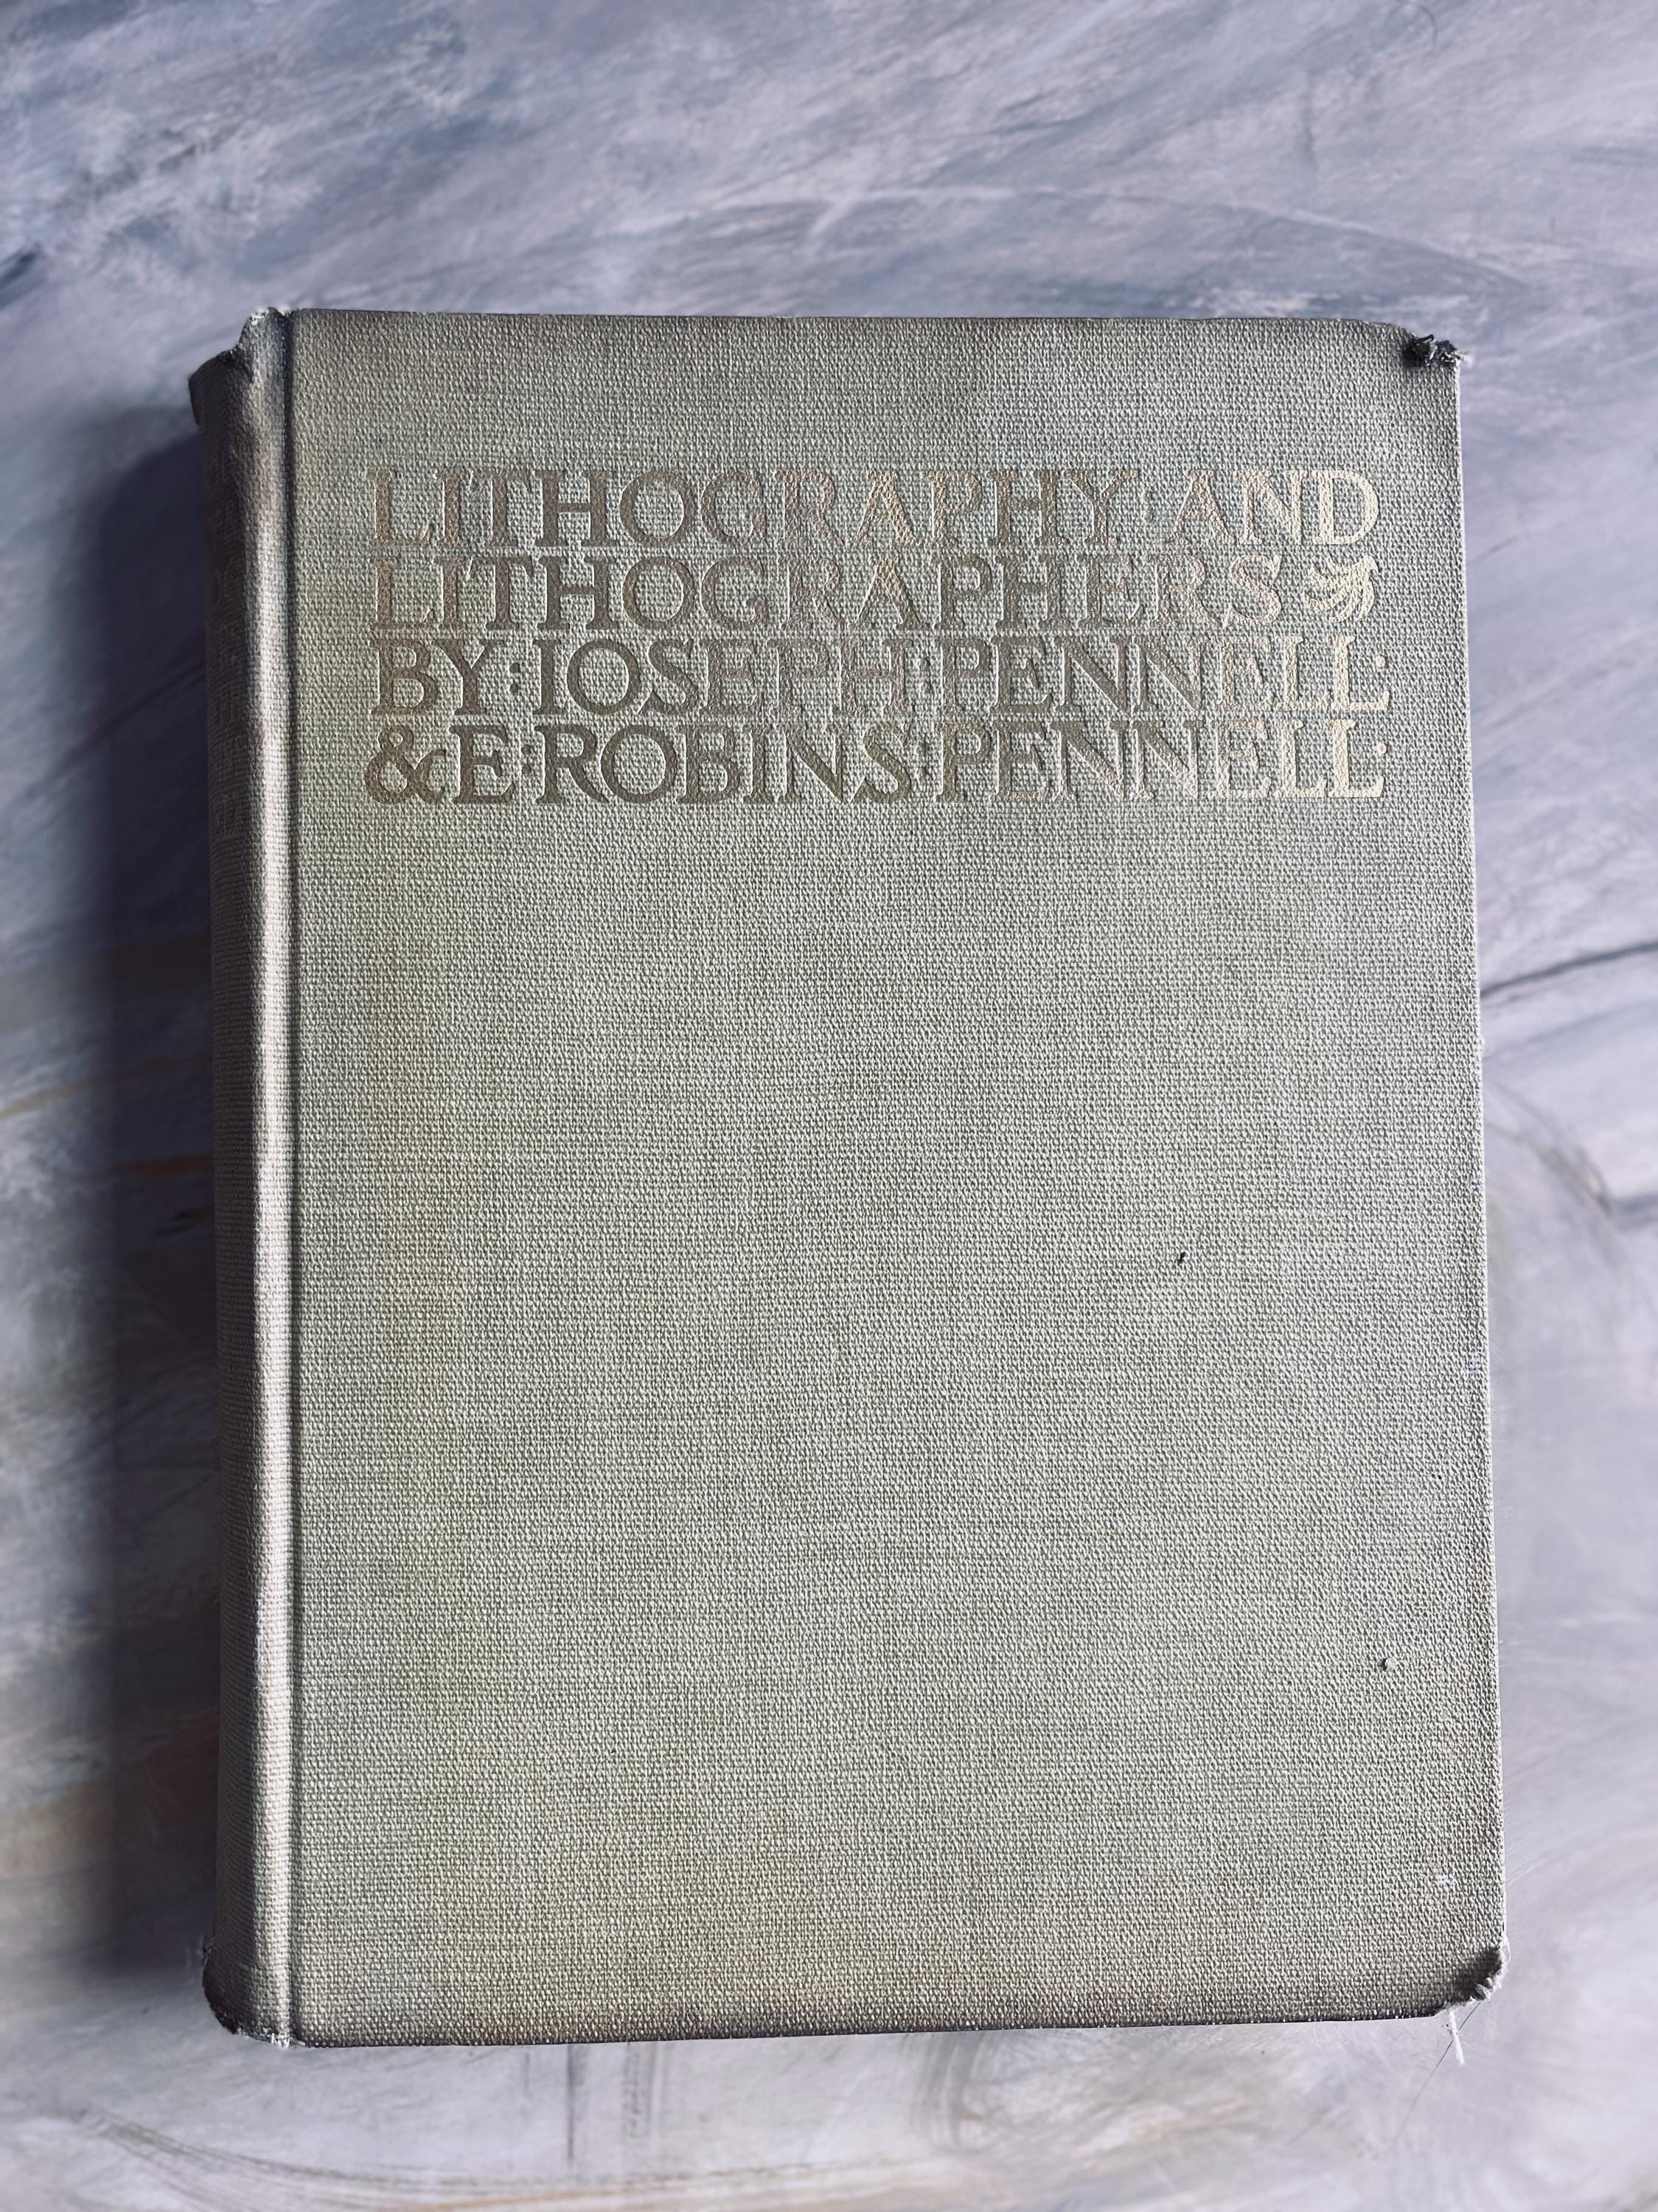 LITHOGRAPHY : AND
LITHOGRAPHERS
BY : IOSEPH : PENNELL :
& E : ROBINS : PENNELL :